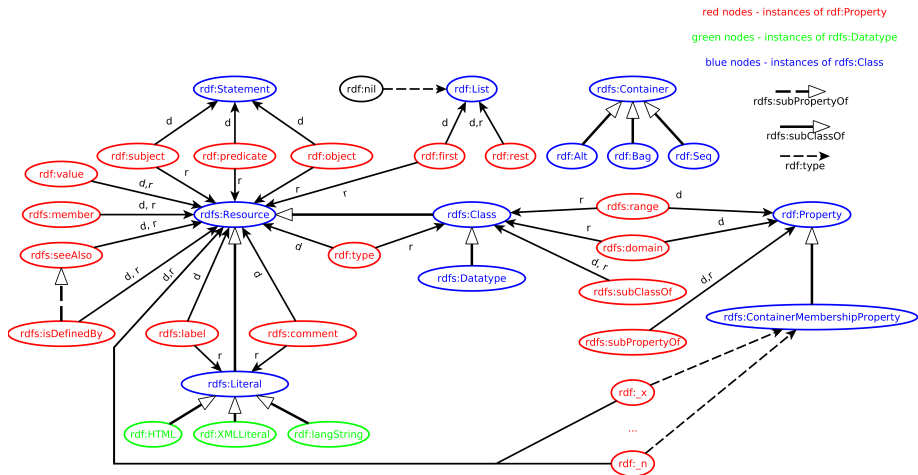 red nodes - instances of rdf:Property
green nodes - instances of rdfs:Datatype
blue nodes - instances of rdfs:Class
rdfs:subPropertyOf
rdfs:subClassOf
rdf:type
rdf:Statement
rdf:nil
rdf:List
rdfs:Container
d
d
d
d
d,r
rdf:subject
rdf:predicate
rdf:object
rdf:first
rdf:rest
rdf:Alt
rdf:Bag
rdf:Seq
rdf:value
r
r
r
r
d,r
rdfs:member
d, r
rdfs:Resource
rdfs:Class
r
rdfs:range
d
rdf:Property
rdfs:seeAlso
d, r
d
rdf:type
r
r
rdfs:domain
d
d, r
d,r
d
d
rdfs:Datatype
d, r
rdfs:subClassOf
d,r
rdfs:isDefinedBy
rdfs:label
rdfs:comment
rdfs:subPropertyOf
rdfs:ContainerMembershipProperty
r
r
rdfs:Literal
rdf:_x
rdf:HTML
rdf:XMLLiteral
rdf:langString
...
rdf:_n